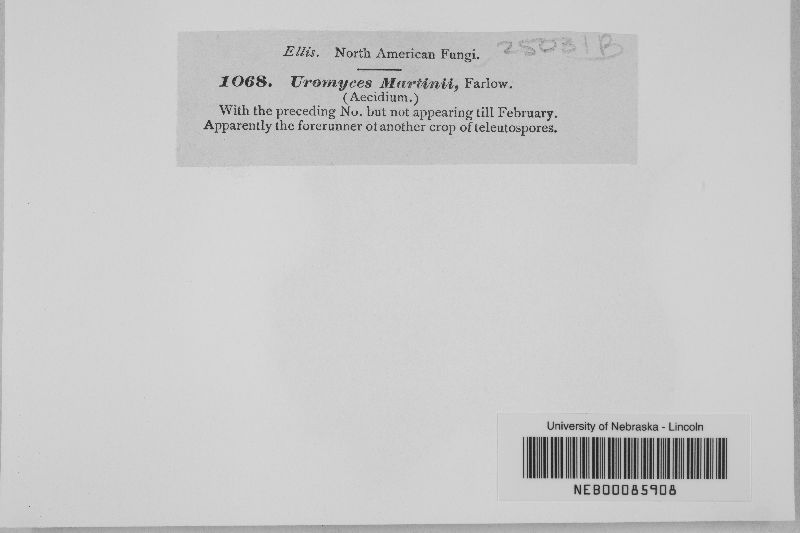 Ellis. North American Fungi. 25031B
1068. Uromyces Martinii, Farlow.
(Aecidium.)
With the preceding No. but not appearing till February.
Apparently the forerunner of another crop of teleutospores.
University of Nebraska - Lincoln
NEB00085908